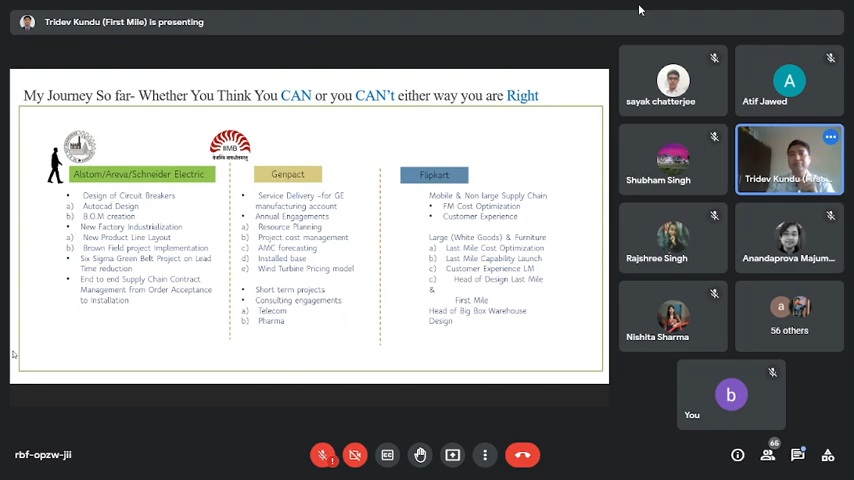 Tridev Kundu (First Mile) is presenting
My Journey So far- Whether You Think You CAN or you CAN't either way you are Right
IIMB
Alstom/Areva/Schneider Electric
• Design of Circuit Breakers
a) Autocad Design
b) B.O.M creation
• New Factory Industrialization
a) New Product Line Layout
b) Brown Field project Implementation
• Six Sigma Green Belt Project on Lead
Time reduction
• End to end Supply Chain Contract
Management from Order Acceptance
to Installation
Genpact
• Service Delivery -for GE
manufacturing account
• Annual Engagements
a) Resource Planning
b) Project cost management
c) AMC forecasting
d) Installed base
e) Wind Turbine Pricing model
• Short term projects
• Consulting engagements
a) Telecom
b) Pharma
Flipkart
Mobile & Non large Supply Chain
• FM Cost Optimization
• Customer Experience
Large (White Goods) & Furniture
a) Last Mile Cost Optimization
b) Last Mile Capability Launch
c) Customer Experience LM
c) Head of Design Last Mile
&
First Mile
Head of Big Box Warehouse
Design
sayak chatterjee
A
Atif Jawed
Shubham Singh
Tridev Kundu (First...
Rajshree Singh
Anandaprova Majum...
Nishita Sharma
a
56 others
b
You
rbf-opzw-jii
65